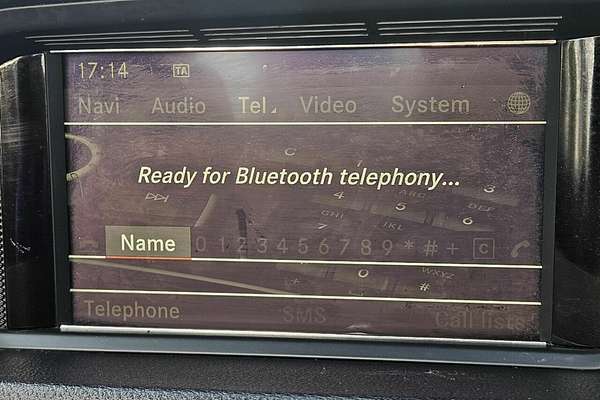 17:14 TA
Navi Audio Tel Video System
Ready for Bluetooth telephony...
Name 0 1 2 3 4 5 6 7 8 9 * # + C
Telephone SMS Call lists